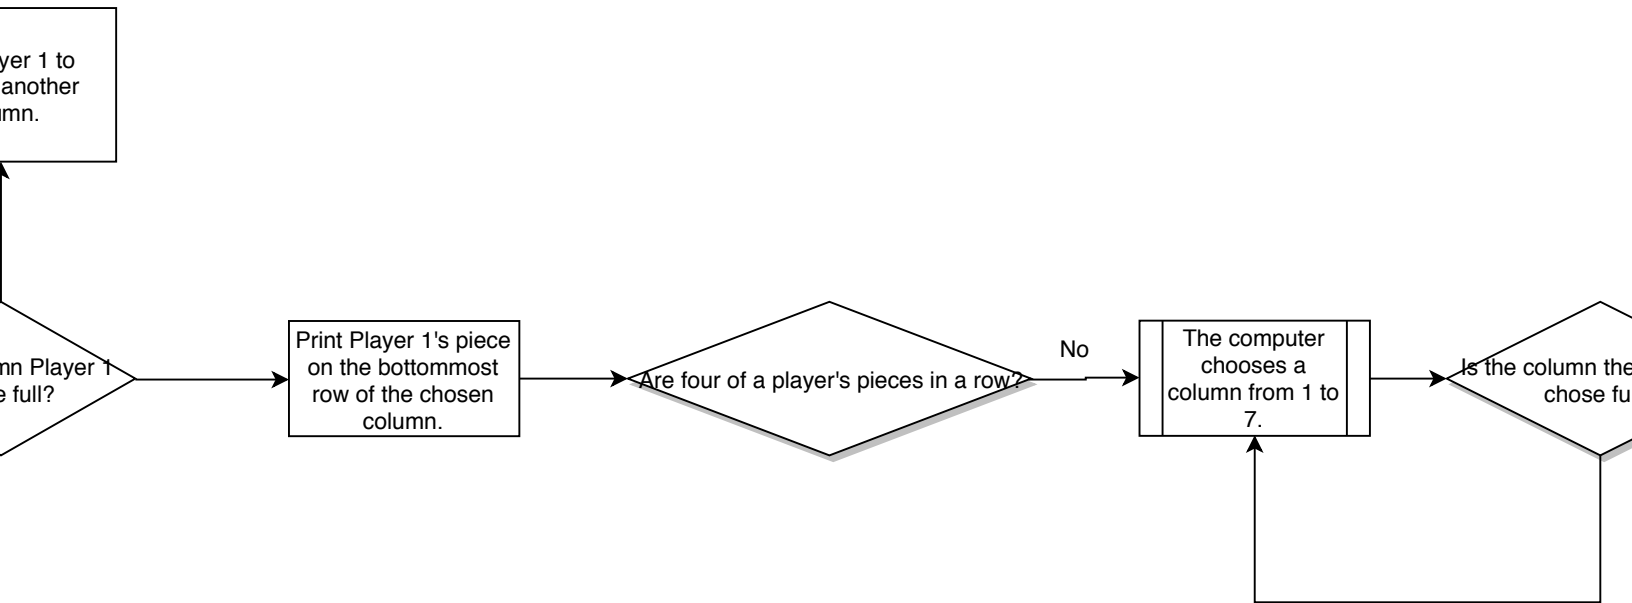 yer 1 to
another
mn.
mn Player 1
e full?
Print Player 1's piece
on the bottommost
row of the chosen
column.
Are four of a player's pieces in a row?
No
The computer
chooses a
column from 1 to
7.
Is the column the
chose fu